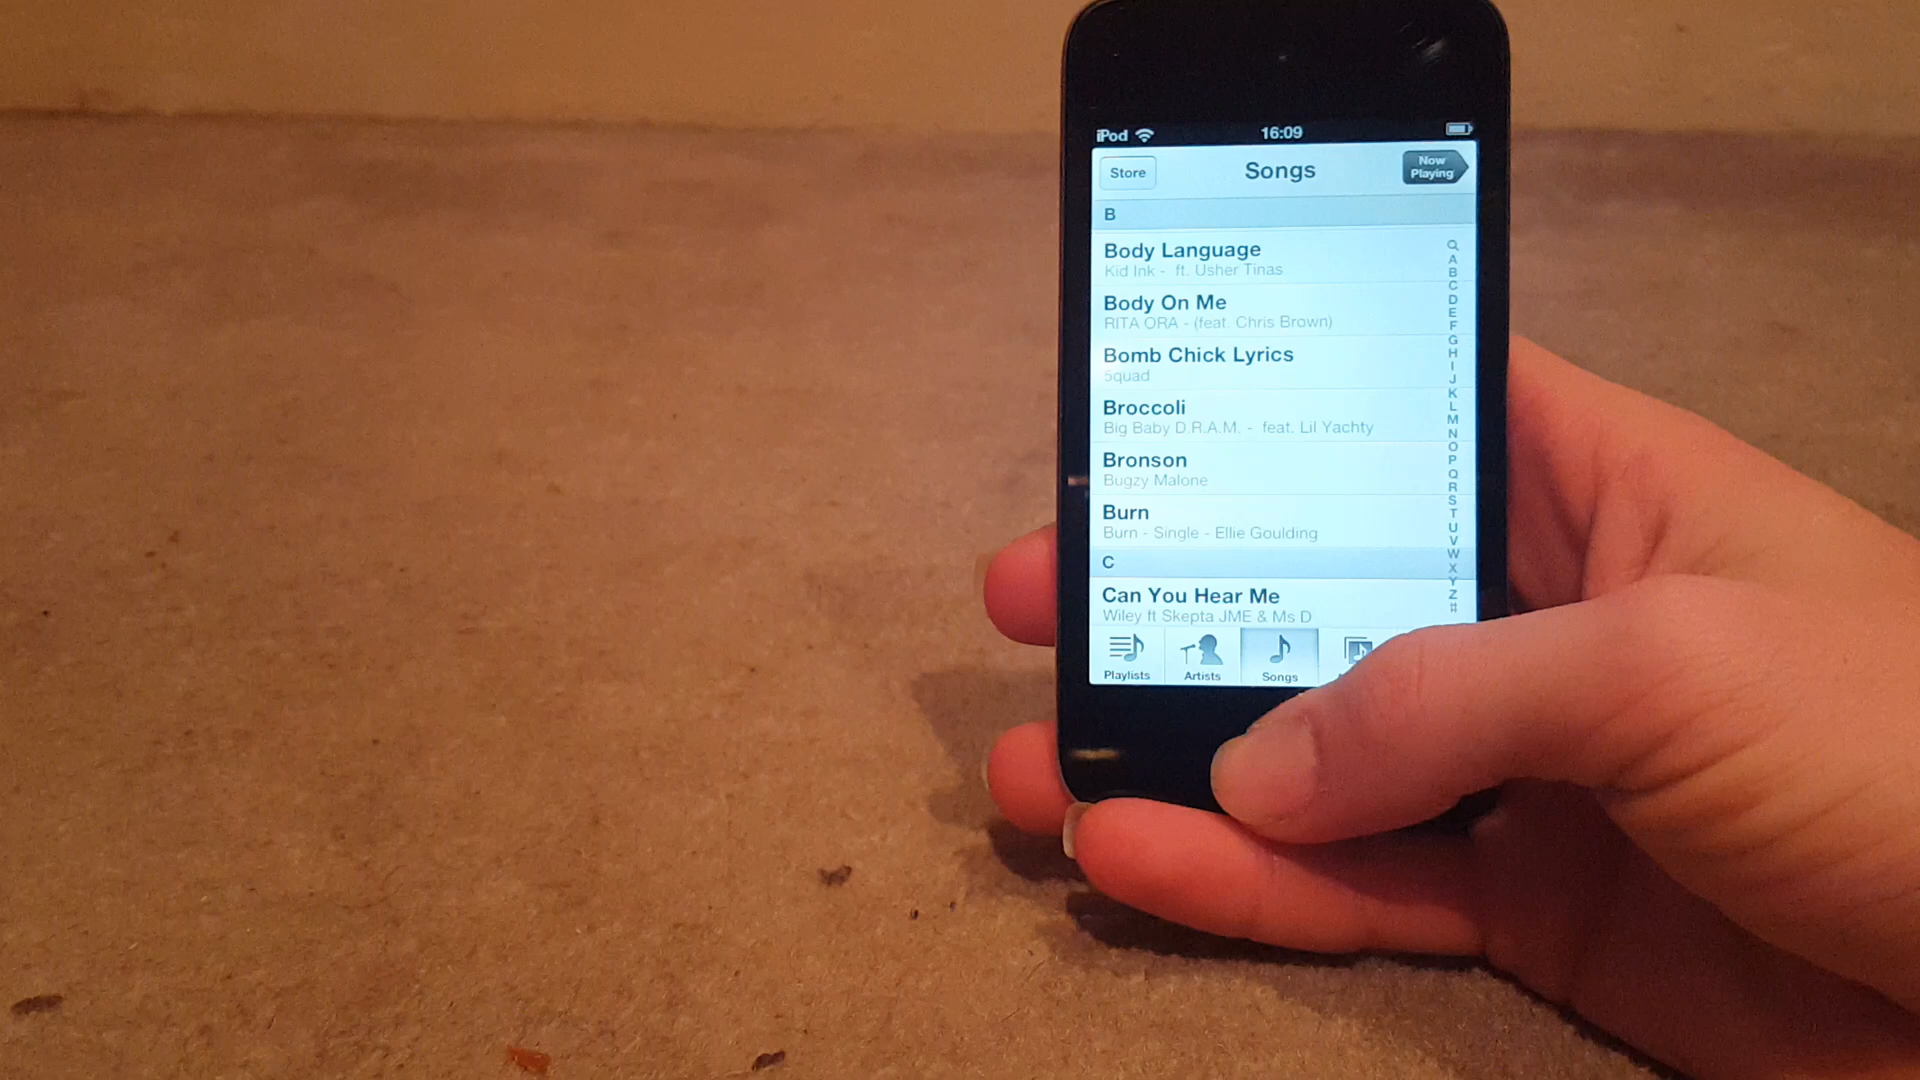 iPod 16:09
Store Songs Now Playing
B
Body Language
Kid Ink - ft. Usher Tinas
Body On Me
RITA ORA - (feat. Chris Brown)
Bomb Chick Lyrics
5quad
Broccoli
Big Baby D.R.A.M. - feat. Lil Yachty
Bronson
Bugzy Malone
Burn
Burn - Single - Ellie Goulding
C
Can You Hear Me
Wiley ft Skepta JME & Ms D
A
B
C
D
E
F
G
H
I
J
K
L
M
N
O
P
Q
R
S
T
U
V
W
X
Y
Z
#
Playlists Artists Songs